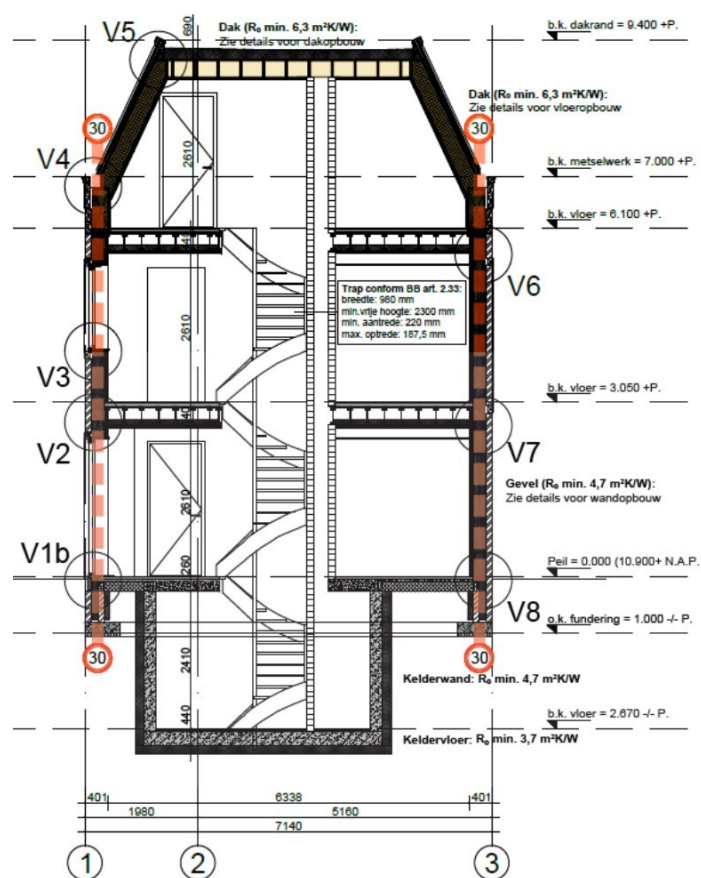 690
Dak (Rₒ min. 6,3 m²K/W):
Zie details voor dakopbouw
b.k. dakrand = 9.400 +P.
V5
Dak (Rₒ min. 6,3 m²K/W):
Zie details voor vloeropbouw
30
30
V4
2610
b.k. metselwerk = 7.000 +P.
b.k. vloer = 6.100 +P.
V6
Trap conform BB art. 2.33:
breedte: 980 mm
min.vrije hoogte: 2300 mm
min. aantrede: 220 mm
max. optrede: 187,5 mm
2610
V3
b.k. vloer = 3.050 +P.
V2
V7
Gevel (Rₒ min. 4,7 m²K/W):
Zie details voor wandopbouw
2610
V1b
260
Peil = 0.000 (10.900+ N.A.P.
V8
o.k. fundering = 1.000 -/- P.
30
30
2410
Kelderwand: Rₒ min. 4,7 m²K/W
440
b.k. vloer = 2.670 -/- P.
Keldervloer: Rₒ min. 3,7 m²K/W
401
6338
401
1980
5160
7140
1
2
3